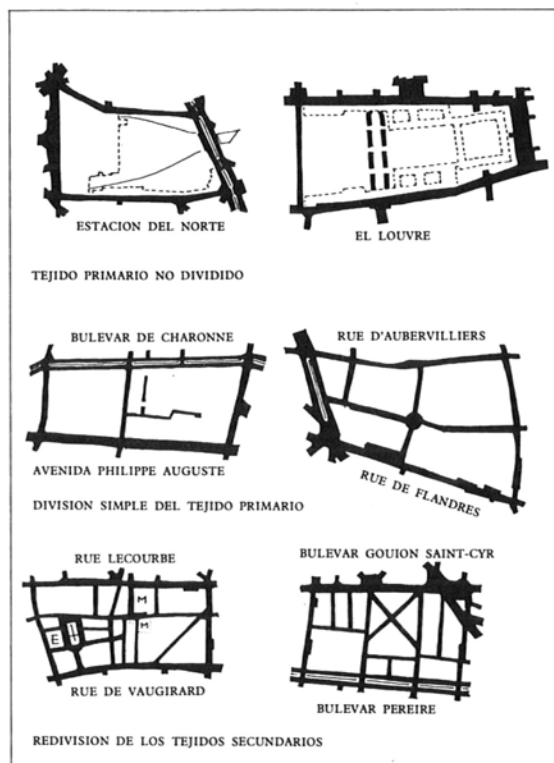 ESTACION DEL NORTE
EL LOUVRE
TEJIDO PRIMARIO NO DIVIDIDO
BULEVAR DE CHARONNE
RUE D'AUBERVILLIERS
AVENIDA PHILIPPE AUGUSTE
RUE DE FLANDRES
DIVISION SIMPLE DEL TEJIDO PRIMARIO
RUE LECOURBE
BULEVAR GOUION SAINT-CYR
M
M
E
RUE DE VAUGIRARD
BULEVAR PEREIRE
REDIVISION DE LOS TEJIDOS SECUNDARIOS